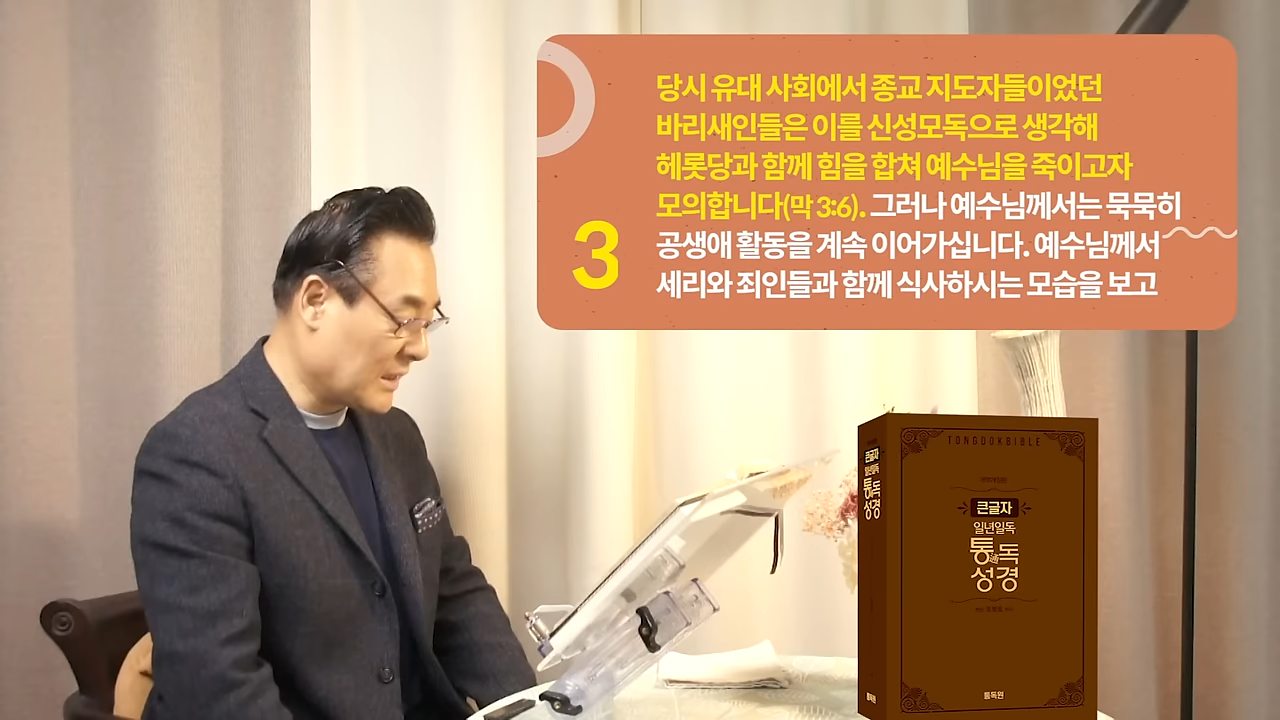 당시 유대 사회에서 종교 지도자들이었던
바리새인들은 이를 신성모독으로 생각해
헤롯당과 함께 힘을 합쳐 예수님을 죽이고자
모의합니다(막 3:6). 그러나 예수님께서는 묵묵히
공생애 활동을 계속 이어가십니다. 예수님께서
세리와 죄인들과 함께 식사하시는 모습을 보고
3
TONGDOKBIBLE
큰글자
일년일독
통독
성경
통독원
큰글자
일년일독
통독
성경
통독원